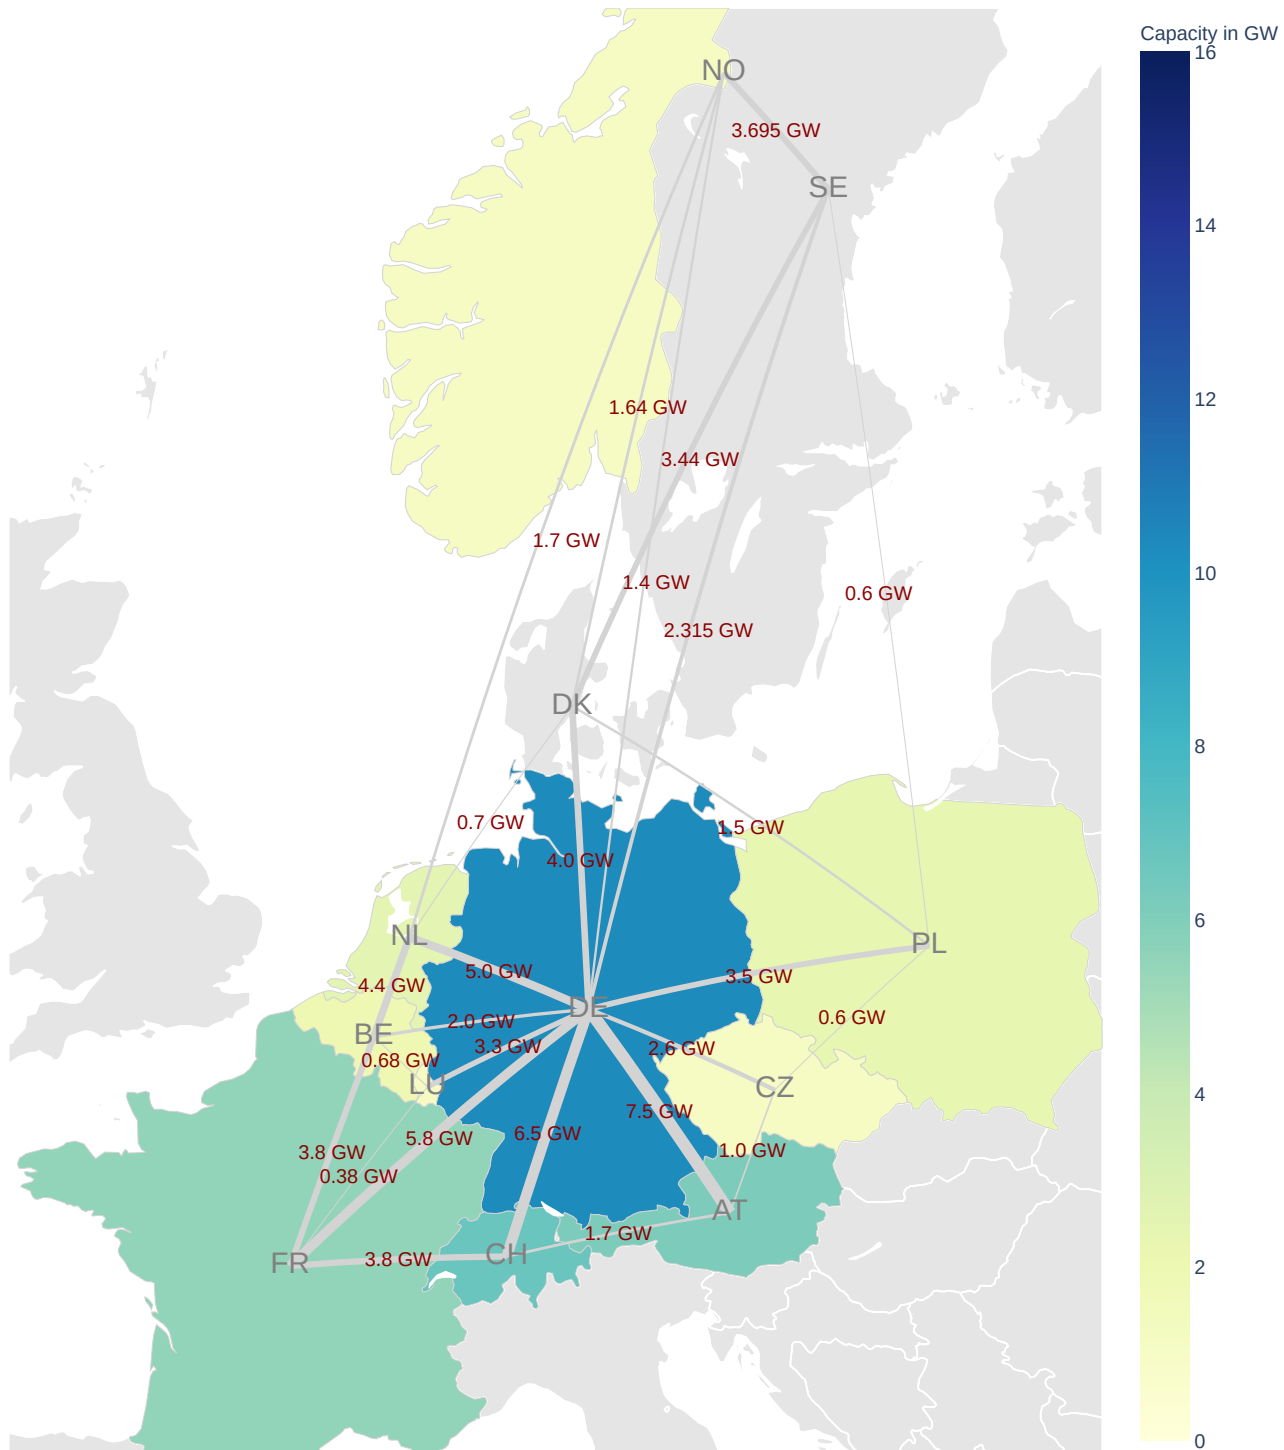 Capacity in GW
16
14
12
10
8
6
4
2
0
NO
3.695 GW
SE
1.64 GW
3.44 GW
1.7 GW
1.4 GW
0.6 GW
2.315 GW
DK
0.7 GW
1.5 GW
4.0 GW
NL
PL
5.0 GW
3.5 GW
4.4 GW
DE
0.6 GW
2.0 GW
BE
3.3 GW
2.6 GW
0.68 GW
LU
CZ
7.5 GW
6.5 GW
5.8 GW
3.8 GW
1.0 GW
0.38 GW
AT
1.7 GW
CH
3.8 GW
FR